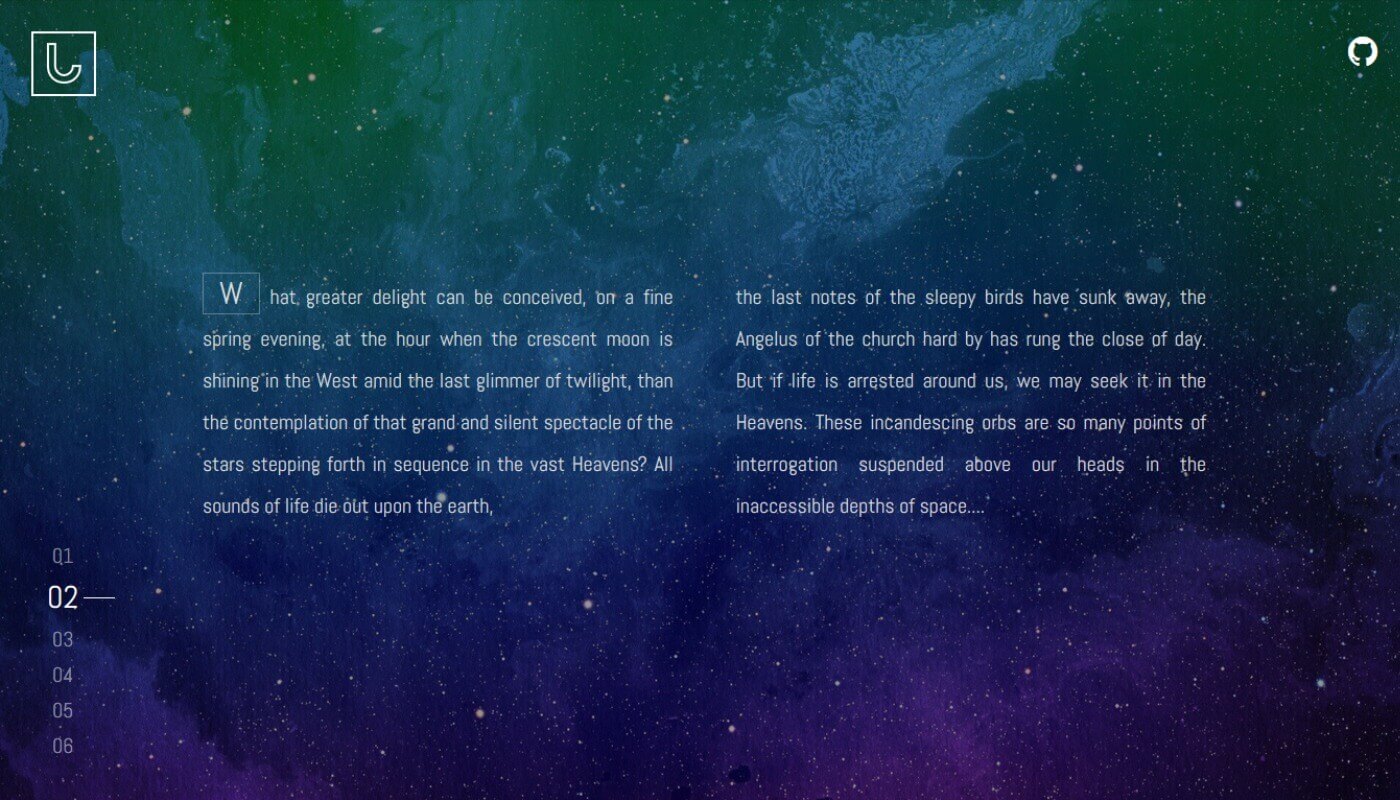 What greater delight can be conceived, on a fine
spring evening, at the hour when the crescent moon is
shining in the West amid the last glimmer of twilight, than
the contemplation of that grand and silent spectacle of the
stars stepping forth in sequence in the vast Heavens? All
sounds of life die out upon the earth,
the last notes of the sleepy birds have sunk away, the
Angelus of the church hard by has rung the close of day.
But if life is arrested around us, we may seek it in the
Heavens. These incandescing orbs are so many points of
interrogation suspended above our heads in the
inaccessible depths of space....
01
02
03
04
05
06